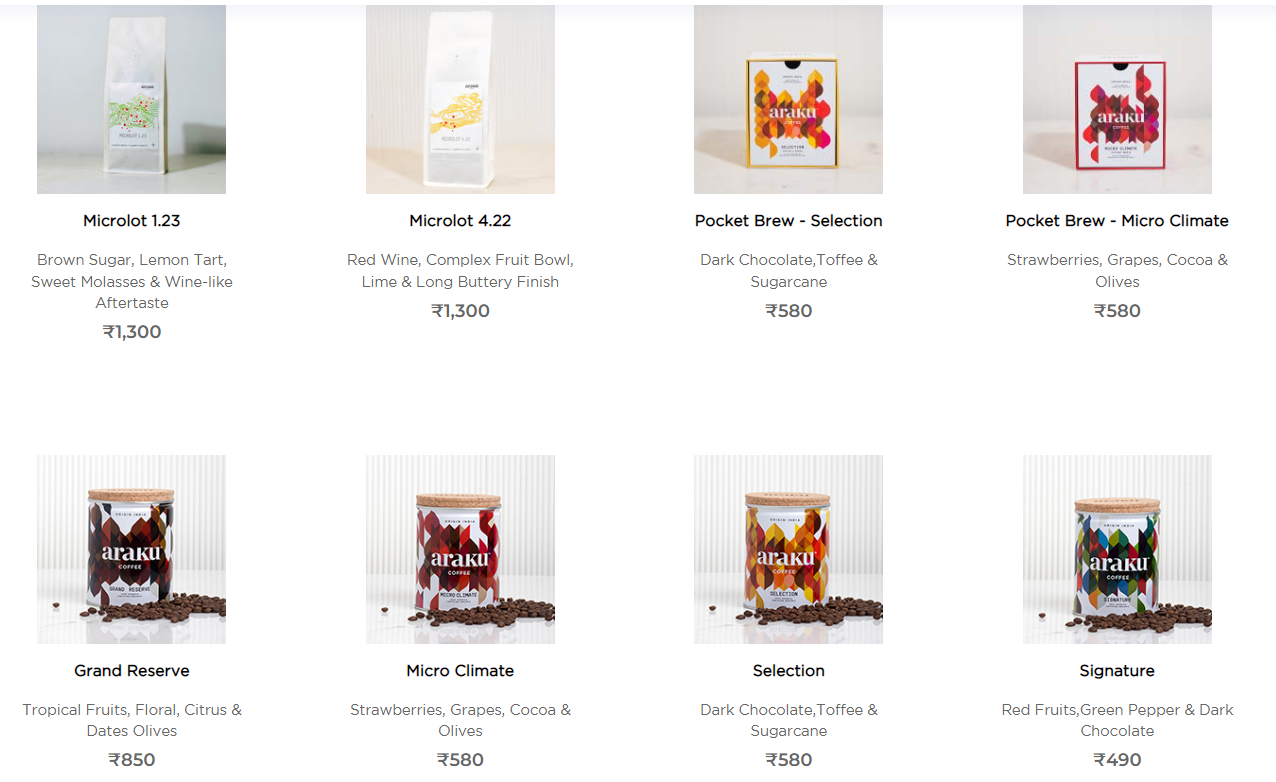 MICROLOT 1.23
MICROLOT 4.22
araku
COFFEE
SELECTION
araku
COFFEE
MICRO CLIMATE
Microlot 1.23
Microlot 4.22
Pocket Brew - Selection
Pocket Brew - Micro Climate
Brown Sugar, Lemon Tart,
Sweet Molasses & Wine-like
Aftertaste
₹1,300
Red Wine, Complex Fruit Bowl,
Lime & Long Buttery Finish
₹1,300
Dark Chocolate,Toffee &
Sugarcane
₹580
Strawberries, Grapes, Cocoa &
Olives
₹580
ORIGIN INDIA
araku
COFFEE
GRAND RESERVE
ORIGIN INDIA
araku
COFFEE
MICRO CLIMATE
ORIGIN INDIA
araku
COFFEE
SELECTION
ORIGIN INDIA
araku
COFFEE
SIGNATURE
Grand Reserve
Micro Climate
Selection
Signature
Tropical Fruits, Floral, Citrus &
Dates Olives
₹850
Strawberries, Grapes, Cocoa &
Olives
₹580
Dark Chocolate,Toffee &
Sugarcane
₹580
Red Fruits,Green Pepper & Dark
Chocolate
₹490